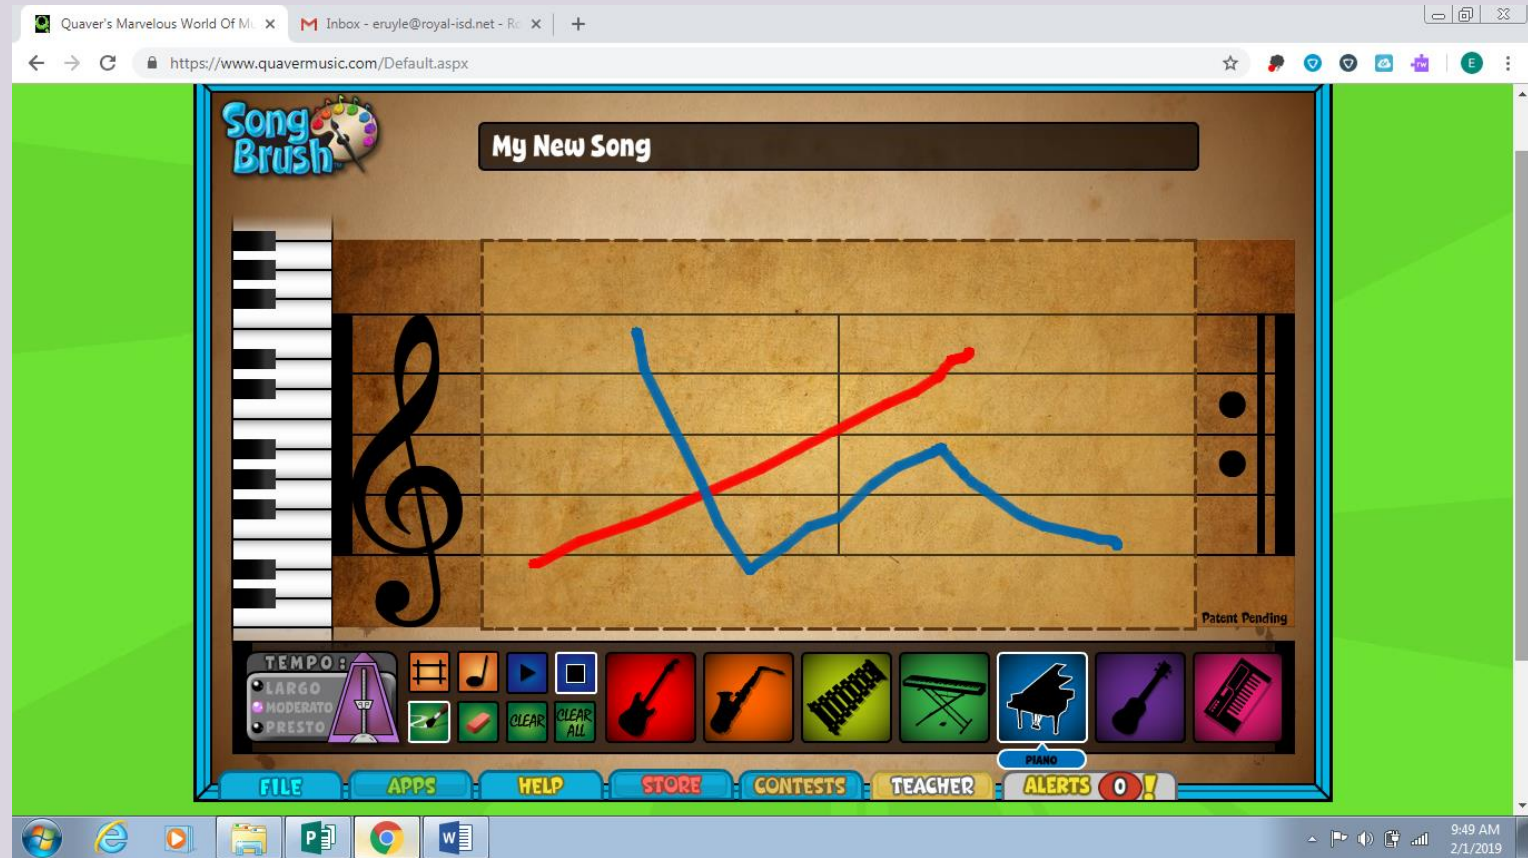 Quaver's Marvelous World Of M
Inbox - eruyle@royal-isd.net - R
https://www.quavermusic.com/Default.aspx
E
Song
Brush
My New Song
Patent Pending
TEMPO:
LARGO
MODERATO
PRESTO
CLEAR
CLEAR
ALL
PIANO
FILE
APPS
HELP
STORE
CONTESTS
TEACHER
ALERTS 0 !
9:49 AM
2/1/2019